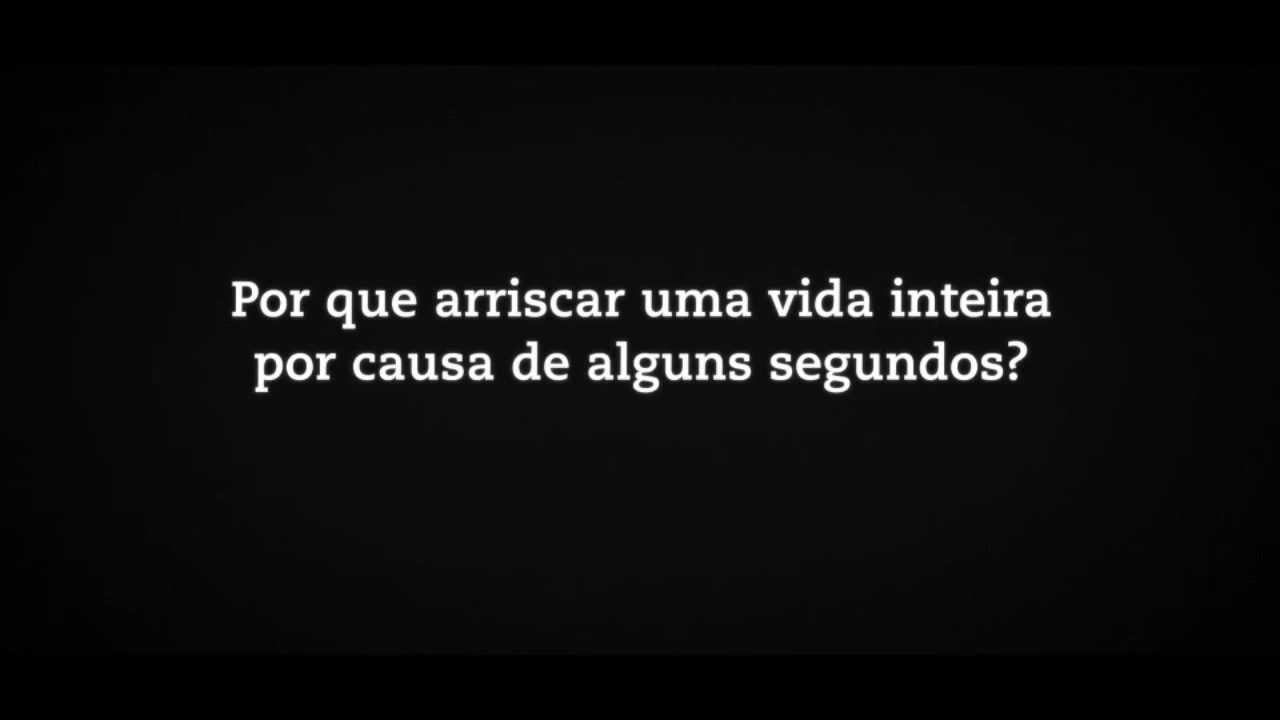 Por que arriscar uma vida inteira
por causa de alguns segundos?